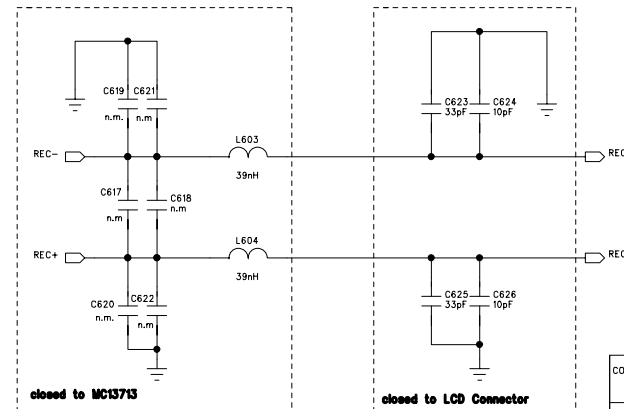 C619 C621
n.m. n.m
REC-
L603
39nH
C617
n.m
C618
n.m
REC+
L604
39nH
C620 C622
n.m. n.m
closed to MC13713
C623 C624
33pF 10pF
REC
REC
C625 C626
33pF 10pF
closed to LCD Connector
CO